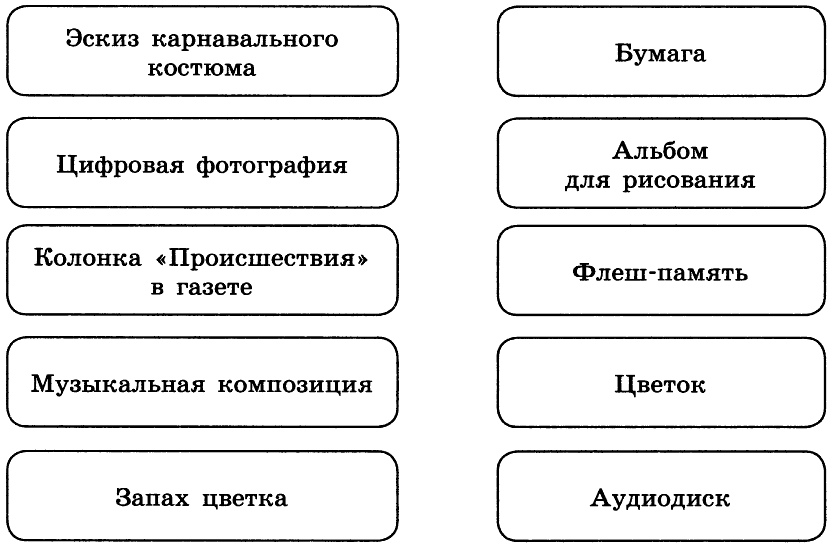 Эскиз карнавального
костюма
Бумага
Цифровая фотография
Альбом
для рисования
Колонка «Происшествия»
в газете
Флеш-память
Музыкальная композиция
Цветок
Запах цветка
Аудиодиск